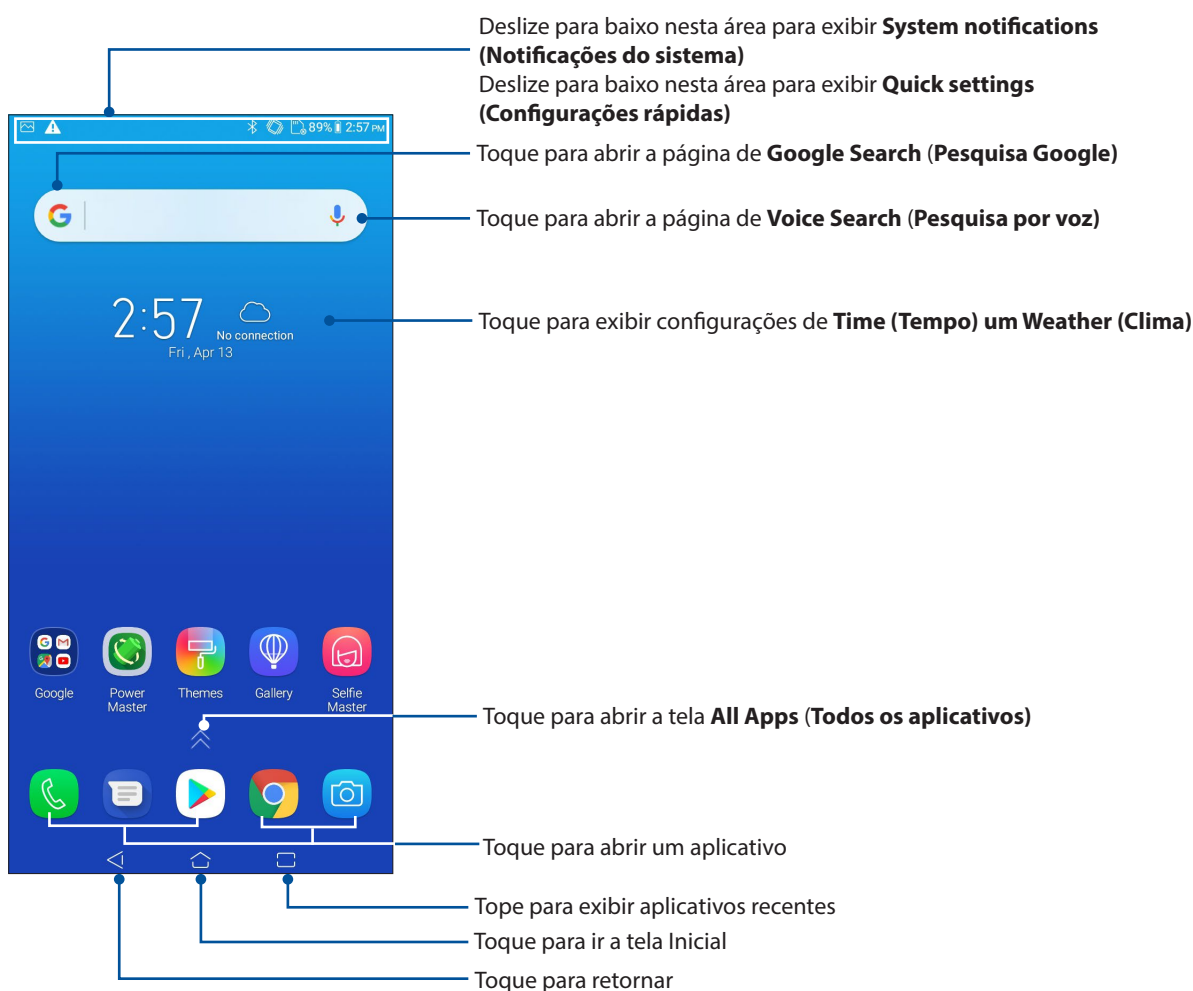 Deslize para baixo nesta área para exibir System notifications
(Notificações do sistema)
Deslize para baixo nesta área para exibir Quick settings
(Configurações rápidas)
89% 2:57 PM
Toque para abrir a página de Google Search (Pesquisa Google)
Toque para abrir a página de Voice Search (Pesquisa por voz)
2:57
No connection
Fri , Apr 13
Toque para exibir configurações de Time (Tempo) um Weather (Clima)
Google
Power
Master
Themes
Gallery
Selfie
Master
Toque para abrir a tela All Apps (Todos os aplicativos)
Toque para abrir um aplicativo
Tope para exibir aplicativos recentes
Toque para ir a tela Inicial
Toque para retornar